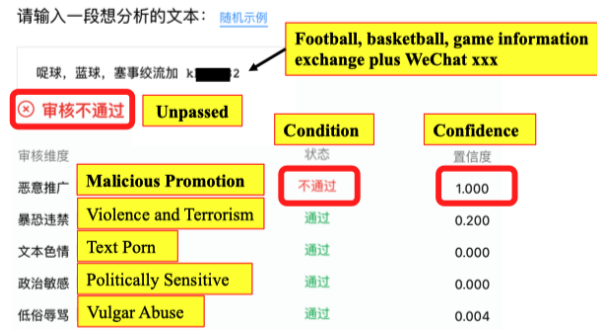 请输入一段想分析的文本: 随机示例
Football, basketball, game information
exchange plus WeChat xxx
哫球，蓝球，赛事绞流加 k 2
审核不通过 Unpassed
Condition Confidence
审核维度 状态 置信度
恶意推广 Malicious Promotion 不通过 1.000
暴恐违禁 Violence and Terrorism 通过 0.200
文本色情 Text Porn 通过 0.000
政治敏感 Politically Sensitive 通过 0.000
低俗辱骂 Vulgar Abuse 通过 0.004